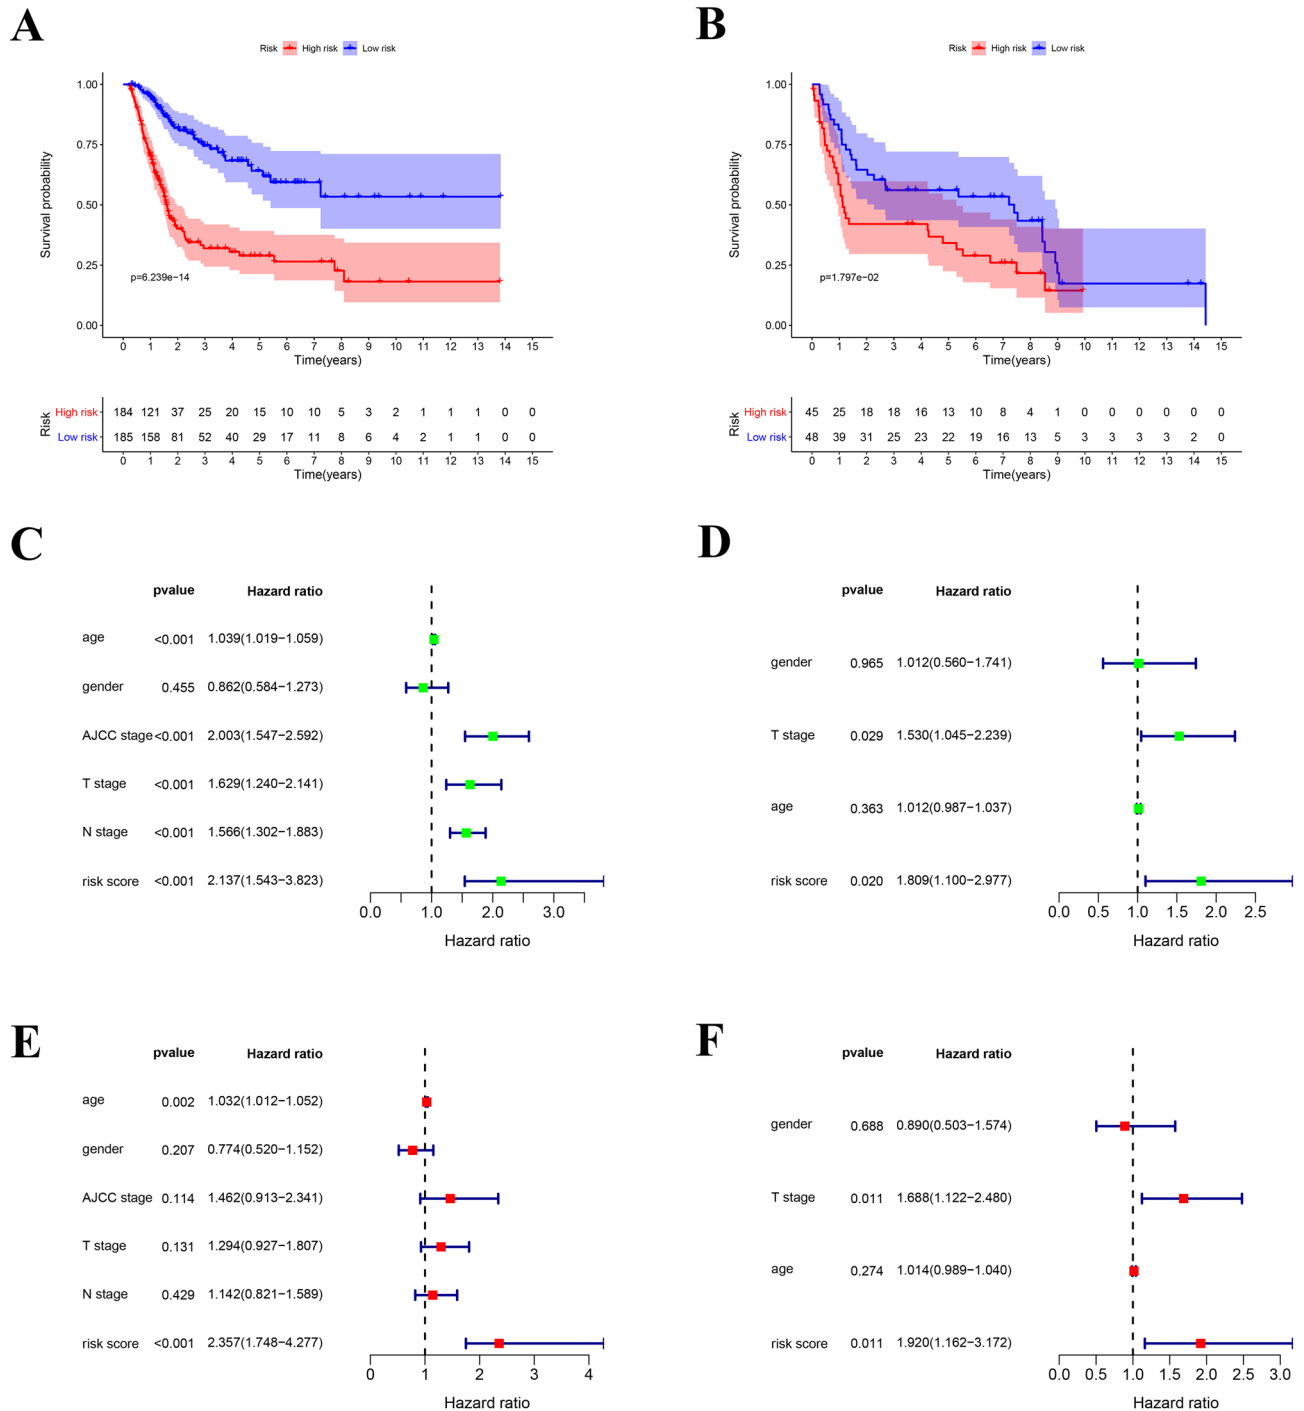 A
Risk High risk Low risk
Survival probability
1.00
0.75
0.50
0.25
0.00
p=6.239e−14
0 1 2 3 4 5 6 7 8 9 10 11 12 13 14 15
Time(years)
Risk
High risk 184 121 37 25 20 15 10 10 5 3 2 1 1 1 0 0
Low risk 185 158 81 52 40 29 17 11 8 6 4 2 1 1 0 0
0 1 2 3 4 5 6 7 8 9 10 11 12 13 14 15
Time(years)
B
Risk High risk Low risk
Survival probability
1.00
0.75
0.50
0.25
0.00
p=1.797e−02
0 1 2 3 4 5 6 7 8 9 10 11 12 13 14 15
Time(years)
Risk
High risk 45 25 18 18 16 13 10 8 4 1 0 0 0 0 0 0
Low risk 48 39 31 25 23 22 19 16 13 5 3 3 3 3 2 0
0 1 2 3 4 5 6 7 8 9 10 11 12 13 14 15
Time(years)
C
pvalue Hazard ratio
age <0.001 1.039(1.019−1.059)
gender 0.455 0.862(0.584−1.273)
AJCC stage <0.001 2.003(1.547−2.592)
T stage <0.001 1.629(1.240−2.141)
N stage <0.001 1.566(1.302−1.883)
risk score <0.001 2.137(1.543−3.823)
0.0 1.0 2.0 3.0
Hazard ratio
D
pvalue Hazard ratio
gender 0.965 1.012(0.560−1.741)
T stage 0.029 1.530(1.045−2.239)
age 0.363 1.012(0.987−1.037)
risk score 0.020 1.809(1.100−2.977)
0.0 0.5 1.0 1.5 2.0 2.5
Hazard ratio
E
pvalue Hazard ratio
age 0.002 1.032(1.012−1.052)
gender 0.207 0.774(0.520−1.152)
AJCC stage 0.114 1.462(0.913−2.341)
T stage 0.131 1.294(0.927−1.807)
N stage 0.429 1.142(0.821−1.589)
risk score <0.001 2.357(1.748−4.277)
0 1 2 3 4
Hazard ratio
F
pvalue Hazard ratio
gender 0.688 0.890(0.503−1.574)
T stage 0.011 1.688(1.122−2.480)
age 0.274 1.014(0.989−1.040)
risk score 0.011 1.920(1.162−3.172)
0.0 0.5 1.0 1.5 2.0 2.5 3.0
Hazard ratio